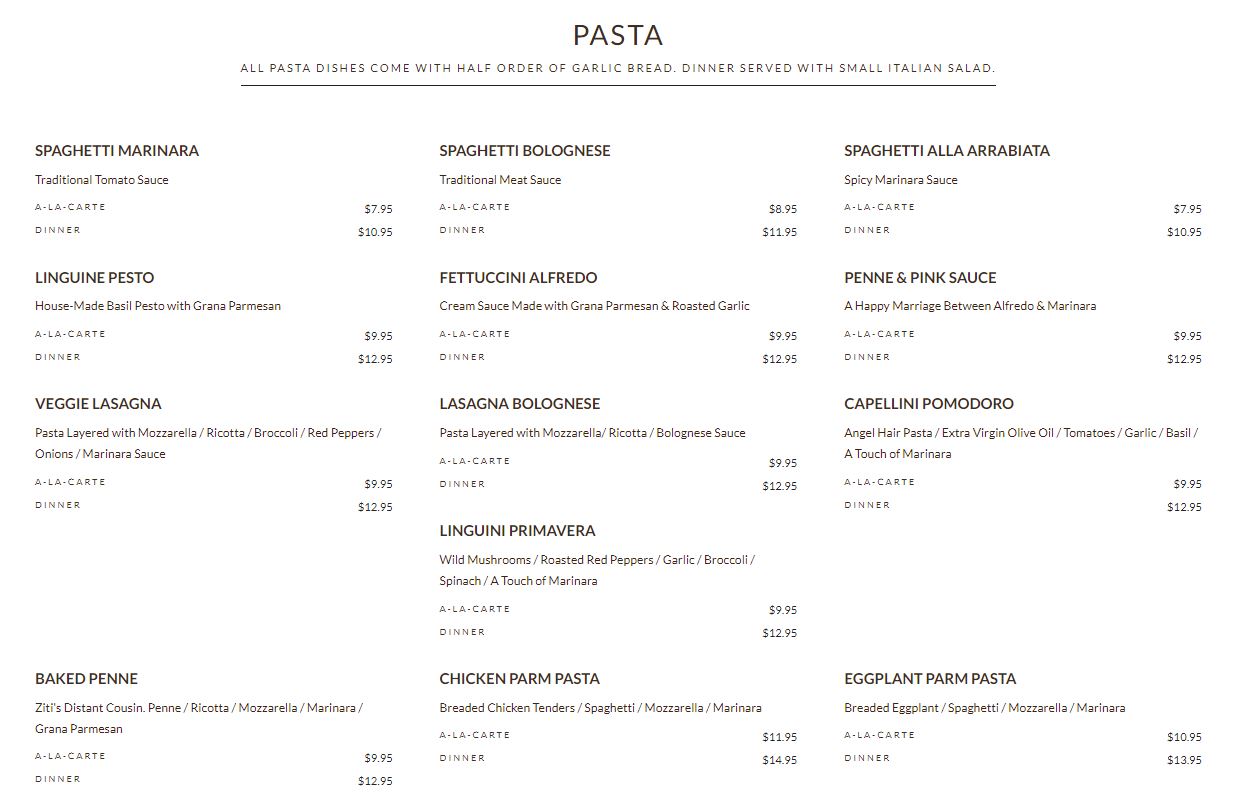 PASTA
ALL PASTA DISHES COME WITH HALF ORDER OF GARLIC BREAD. DINNER SERVED WITH SMALL ITALIAN SALAD.
SPAGHETTI MARINARA
Traditional Tomato Sauce
A-LA-CARTE $7.95
DINNER $10.95
SPAGHETTI BOLOGNESE
Traditional Meat Sauce
A-LA-CARTE $8.95
DINNER $11.95
SPAGHETTI ALLA ARRABIATA
Spicy Marinara Sauce
A-LA-CARTE $7.95
DINNER $10.95
LINGUINE PESTO
House-Made Basil Pesto with Grana Parmesan
A-LA-CARTE $9.95
DINNER $12.95
FETTUCCINI ALFREDO
Cream Sauce Made with Grana Parmesan & Roasted Garlic
A-LA-CARTE $9.95
DINNER $12.95
PENNE & PINK SAUCE
A Happy Marriage Between Alfredo & Marinara
A-LA-CARTE $9.95
DINNER $12.95
VEGGIE LASAGNA
Pasta Layered with Mozzarella / Ricotta / Broccoli / Red Peppers /
Onions / Marinara Sauce
A-LA-CARTE $9.95
DINNER $12.95
LASAGNA BOLOGNESE
Pasta Layered with Mozzarella/ Ricotta / Bolognese Sauce
A-LA-CARTE $9.95
DINNER $12.95
CAPELLINI POMODORO
Angel Hair Pasta / Extra Virgin Olive Oil / Tomatoes / Garlic / Basil /
A Touch of Marinara
A-LA-CARTE $9.95
DINNER $12.95
LINGUINI PRIMAVERA
Wild Mushrooms / Roasted Red Peppers / Garlic / Broccoli /
Spinach / A Touch of Marinara
A-LA-CARTE $9.95
DINNER $12.95
BAKED PENNE
Ziti's Distant Cousin. Penne / Ricotta / Mozzarella / Marinara /
Grana Parmesan
A-LA-CARTE $9.95
DINNER $12.95
CHICKEN PARM PASTA
Breaded Chicken Tenders / Spaghetti / Mozzarella / Marinara
A-LA-CARTE $11.95
DINNER $14.95
EGGPLANT PARM PASTA
Breaded Eggplant / Spaghetti / Mozzarella / Marinara
A-LA-CARTE $10.95
DINNER $13.95